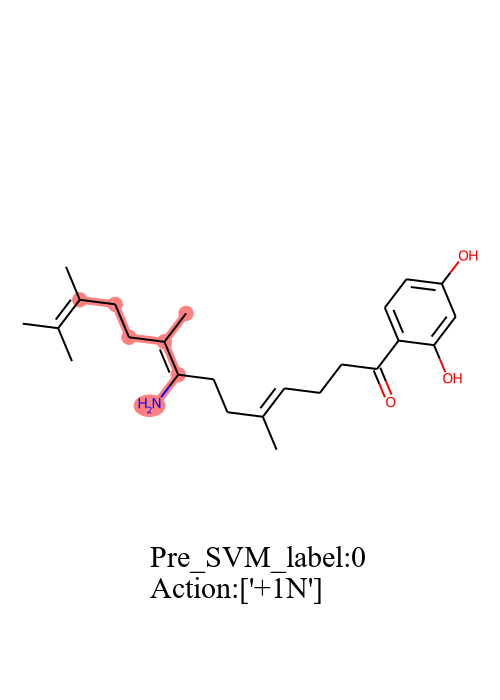 OH
H₂N
OH
O
Pre_SVM_label:0
Action:['+1N']